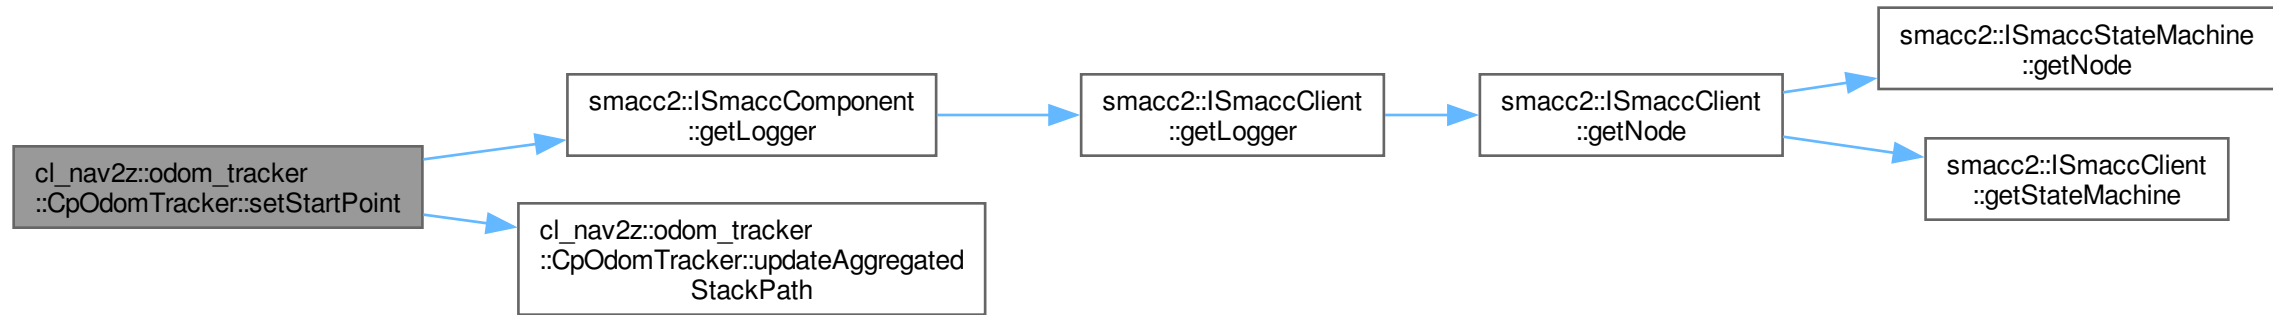 cl_nav2z::odom_tracker
::CpOdomTracker::setStartPoint
smacc2::ISmaccComponent
::getLogger
cl_nav2z::odom_tracker
::CpOdomTracker::updateAggregated
StackPath
smacc2::ISmaccClient
::getLogger
smacc2::ISmaccClient
::getNode
smacc2::ISmaccStateMachine
::getNode
smacc2::ISmaccClient
::getStateMachine